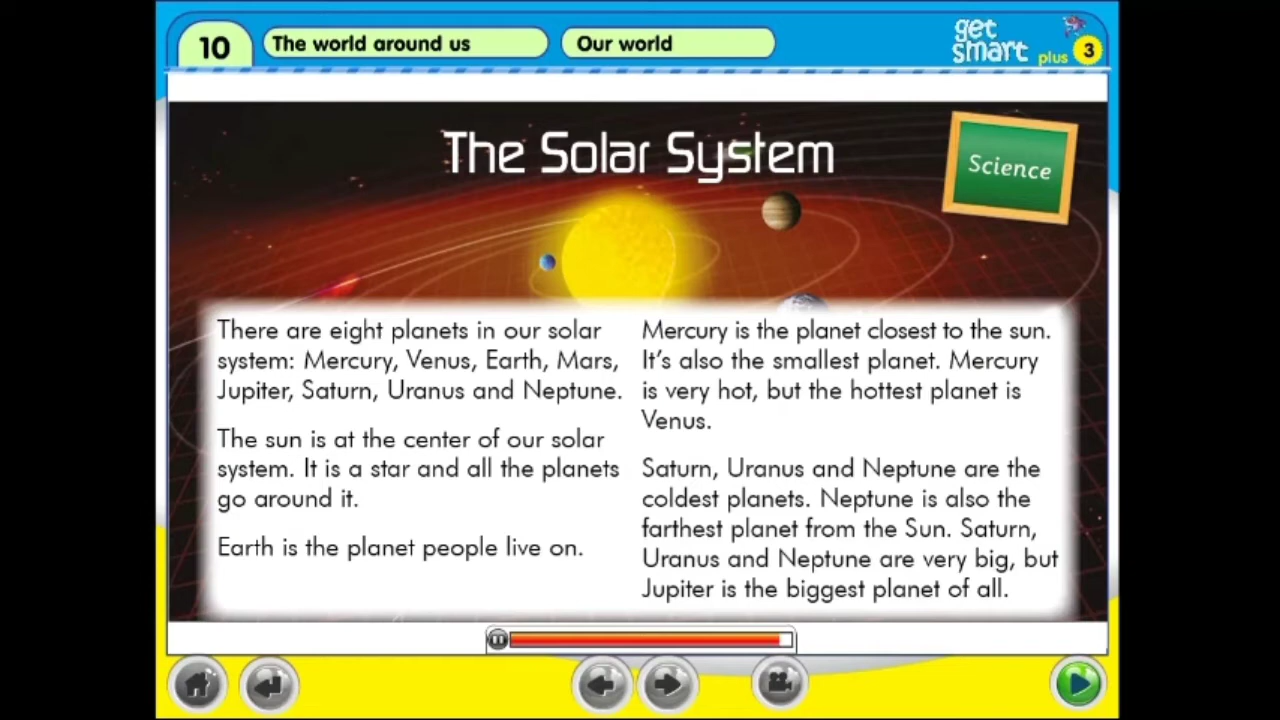 10
The world around us
Our world
get
smart
plus 3
The Solar System
Science
There are eight planets in our solar
system: Mercury, Venus, Earth, Mars,
Jupiter, Saturn, Uranus and Neptune.
The sun is at the center of our solar
system. It is a star and all the planets
go around it.
Earth is the planet people live on.
Mercury is the planet closest to the sun.
It's also the smallest planet. Mercury
is very hot, but the hottest planet is
Venus.
Saturn, Uranus and Neptune are the
coldest planets. Neptune is also the
farthest planet from the Sun. Saturn,
Uranus and Neptune are very big, but
Jupiter is the biggest planet of all.